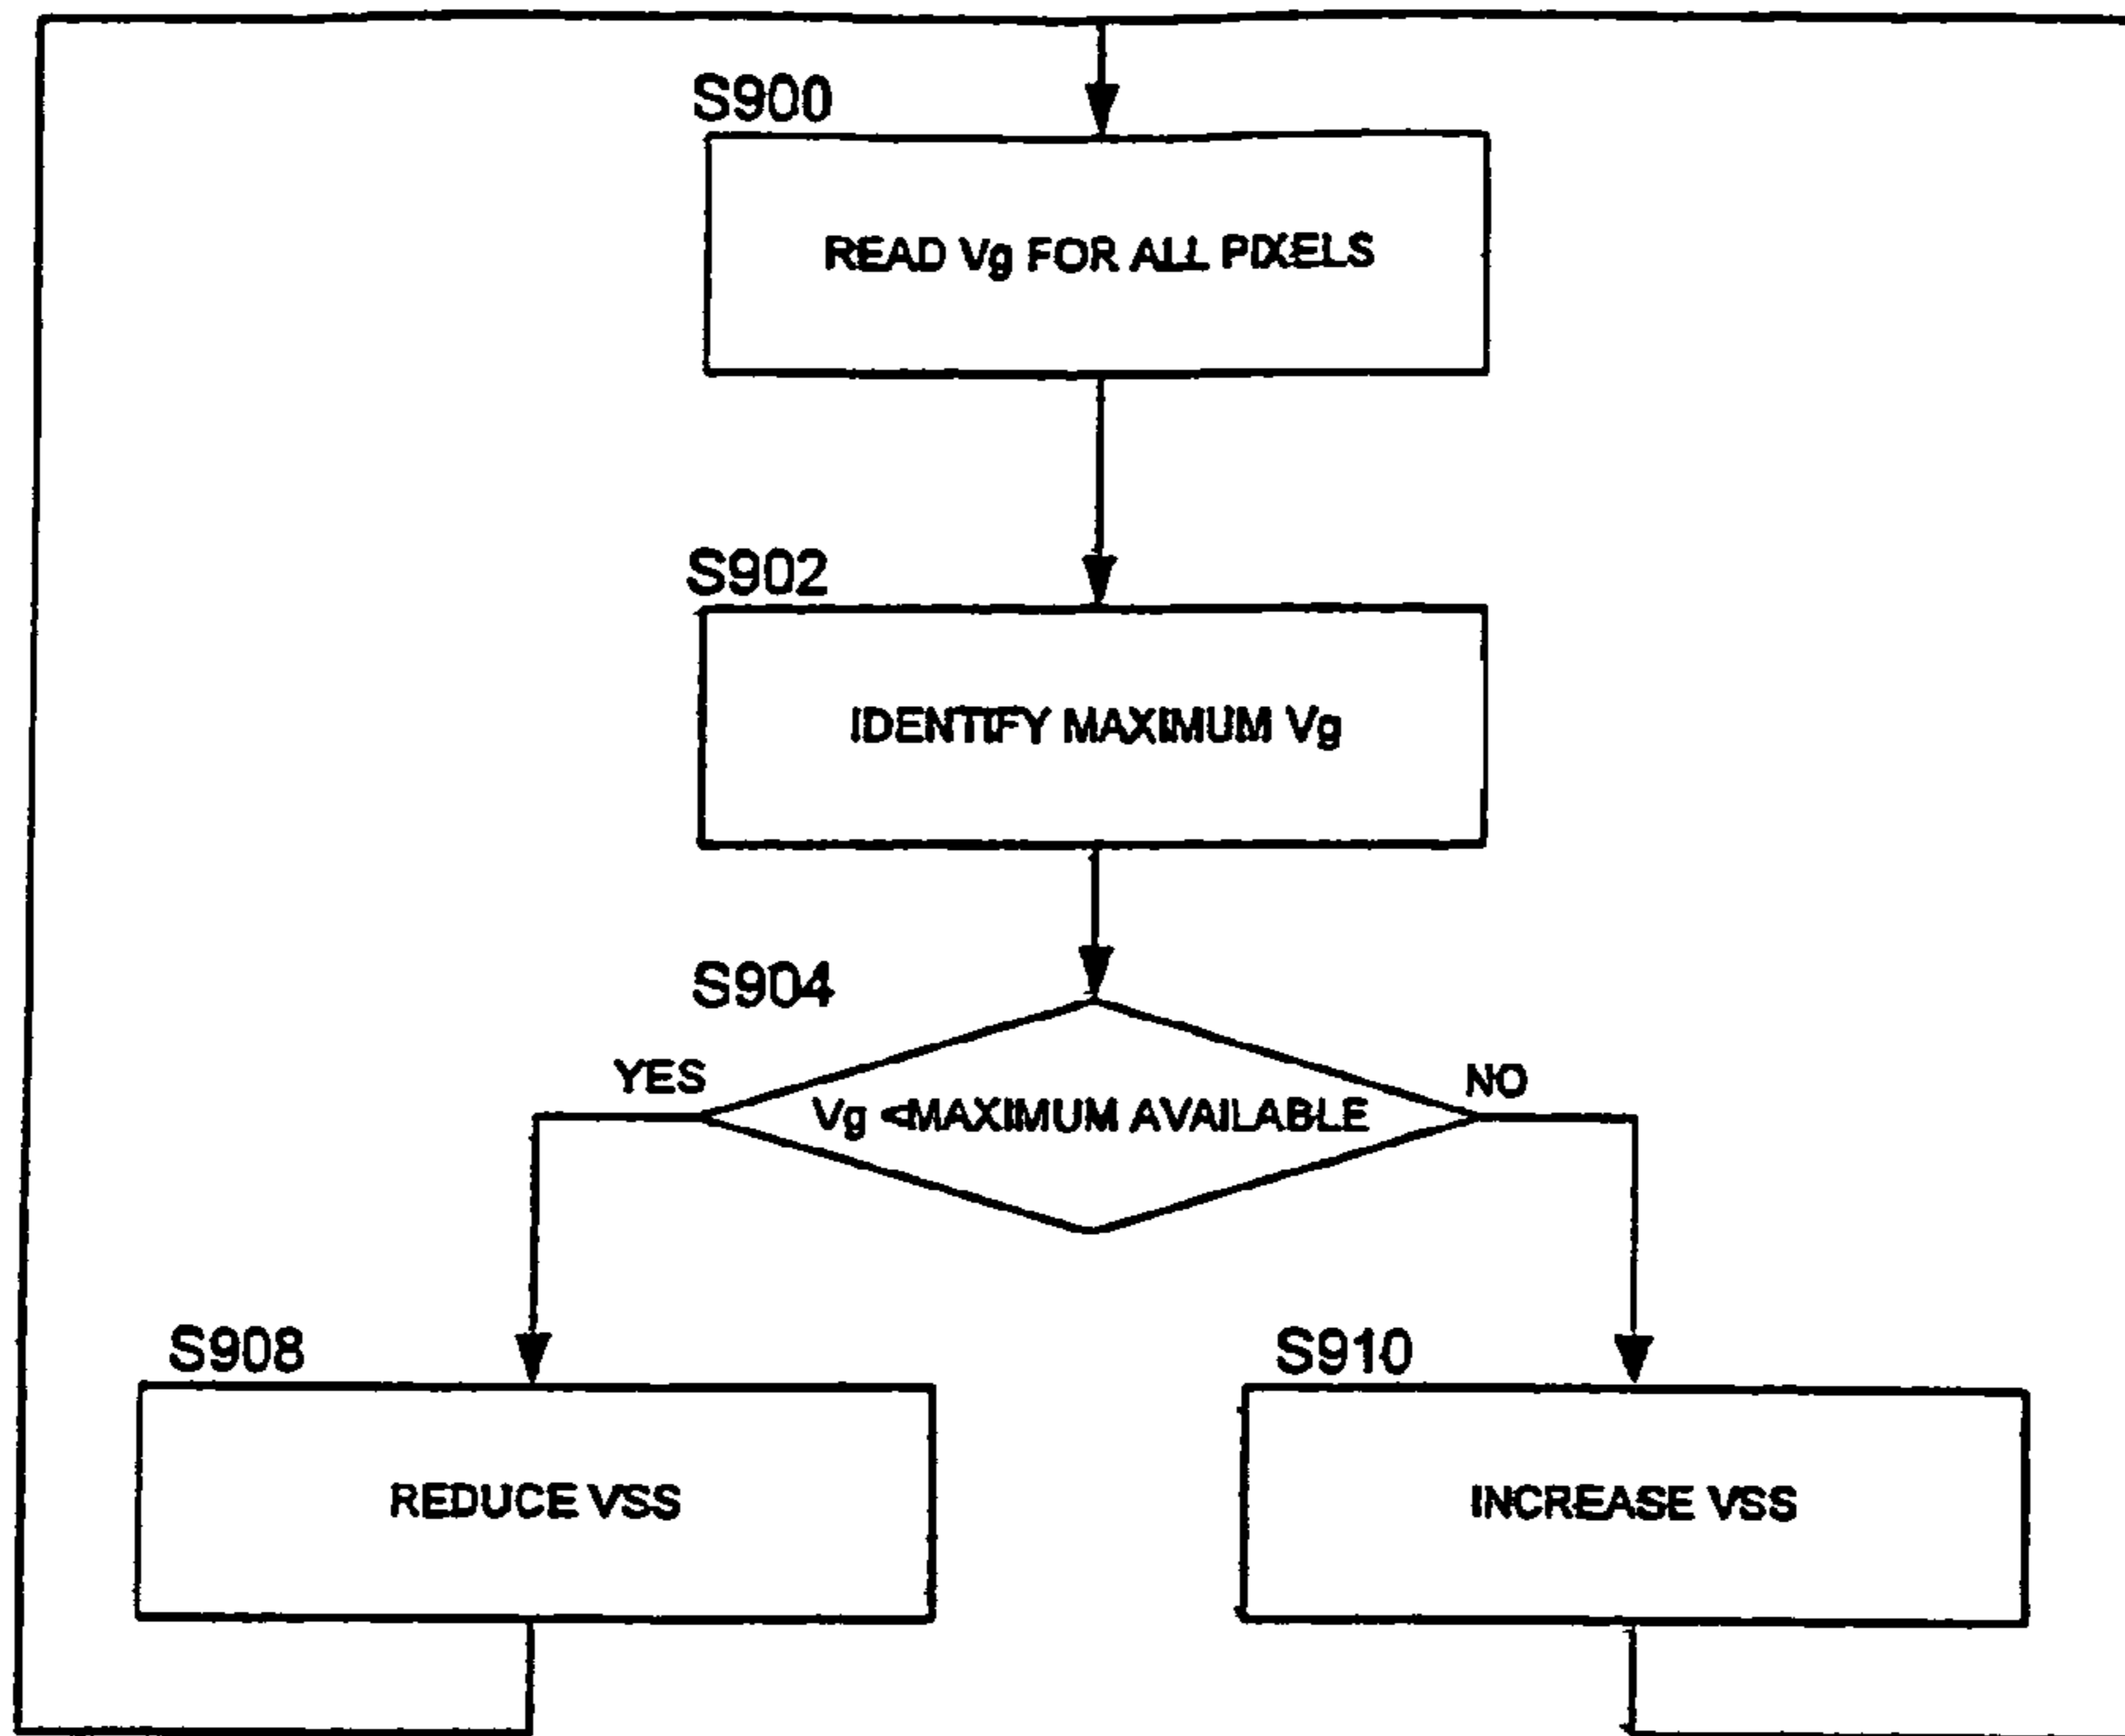 S900
READ Vg FOR ALL PIXELS
S902
IDENTIFY MAXIMUM Vg
S904
YES
NO
Vg <MAXIMUM AVAILABLE
S908
S910
REDUCE VSS
INCREASE VSS